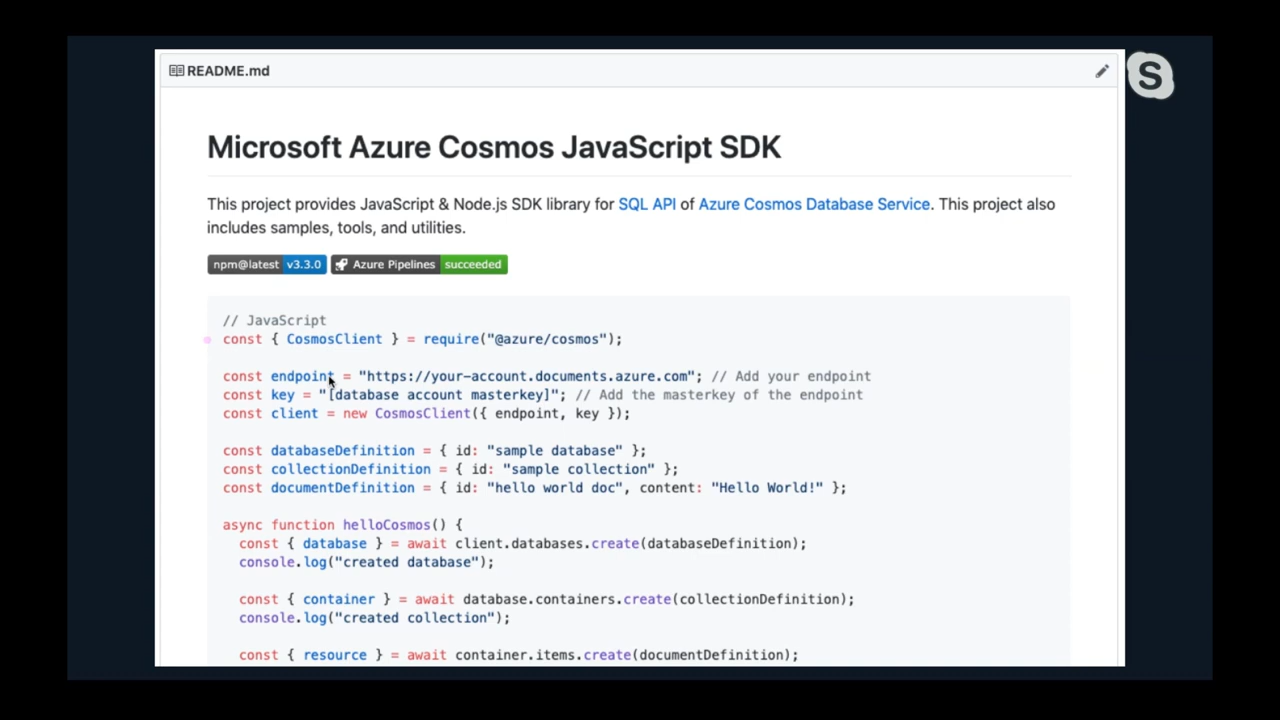 README.md
S
Microsoft Azure Cosmos JavaScript SDK
This project provides JavaScript & Node.js SDK library for SQL API of Azure Cosmos Database Service. This project also
includes samples, tools, and utilities.
npm@latest v3.3.0 Azure Pipelines succeeded
// JavaScript
const { CosmosClient } = require("@azure/cosmos");
const endpoint = "https://your-account.documents.azure.com"; // Add your endpoint
const key = "[database account masterkey]"; // Add the masterkey of the endpoint
const client = new CosmosClient({ endpoint, key });
const databaseDefinition = { id: "sample database" };
const collectionDefinition = { id: "sample collection" };
const documentDefinition = { id: "hello world doc", content: "Hello World!" };
async function helloCosmos() {
const { database } = await client.databases.create(databaseDefinition);
console.log("created database");
const { container } = await database.containers.create(collectionDefinition);
console.log("created collection");
const { resource } = await container.items.create(documentDefinition);